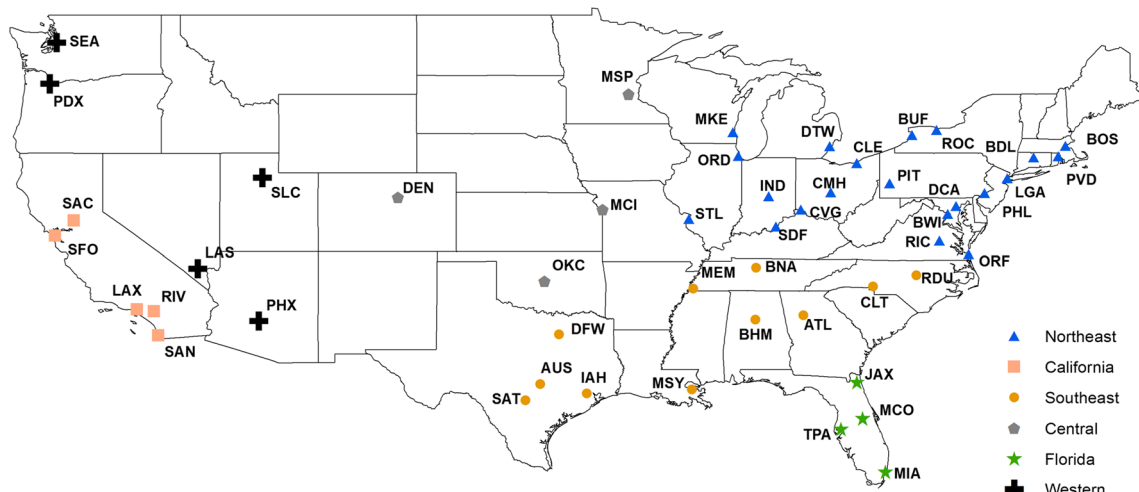 SEA
PDX
MSP
MKE
DTW
BUF
ROC
BDL
BOS
CLE
ORD
PVD
PIT
LGA
SLC
DEN
MCI
IND
CMH
DCA
PHL
SAC
STL
CVG
BWI
SFO
SDF
RIC
LAS
ORF
OKC
MEM
BNA
RDU
LAX
RIV
PHX
CLT
SAN
DFW
BHM
ATL
Northeast
AUS
IAH
MSY
JAX
California
SAT
Southeast
MCO
TPA
Central
Florida
MIA
Western